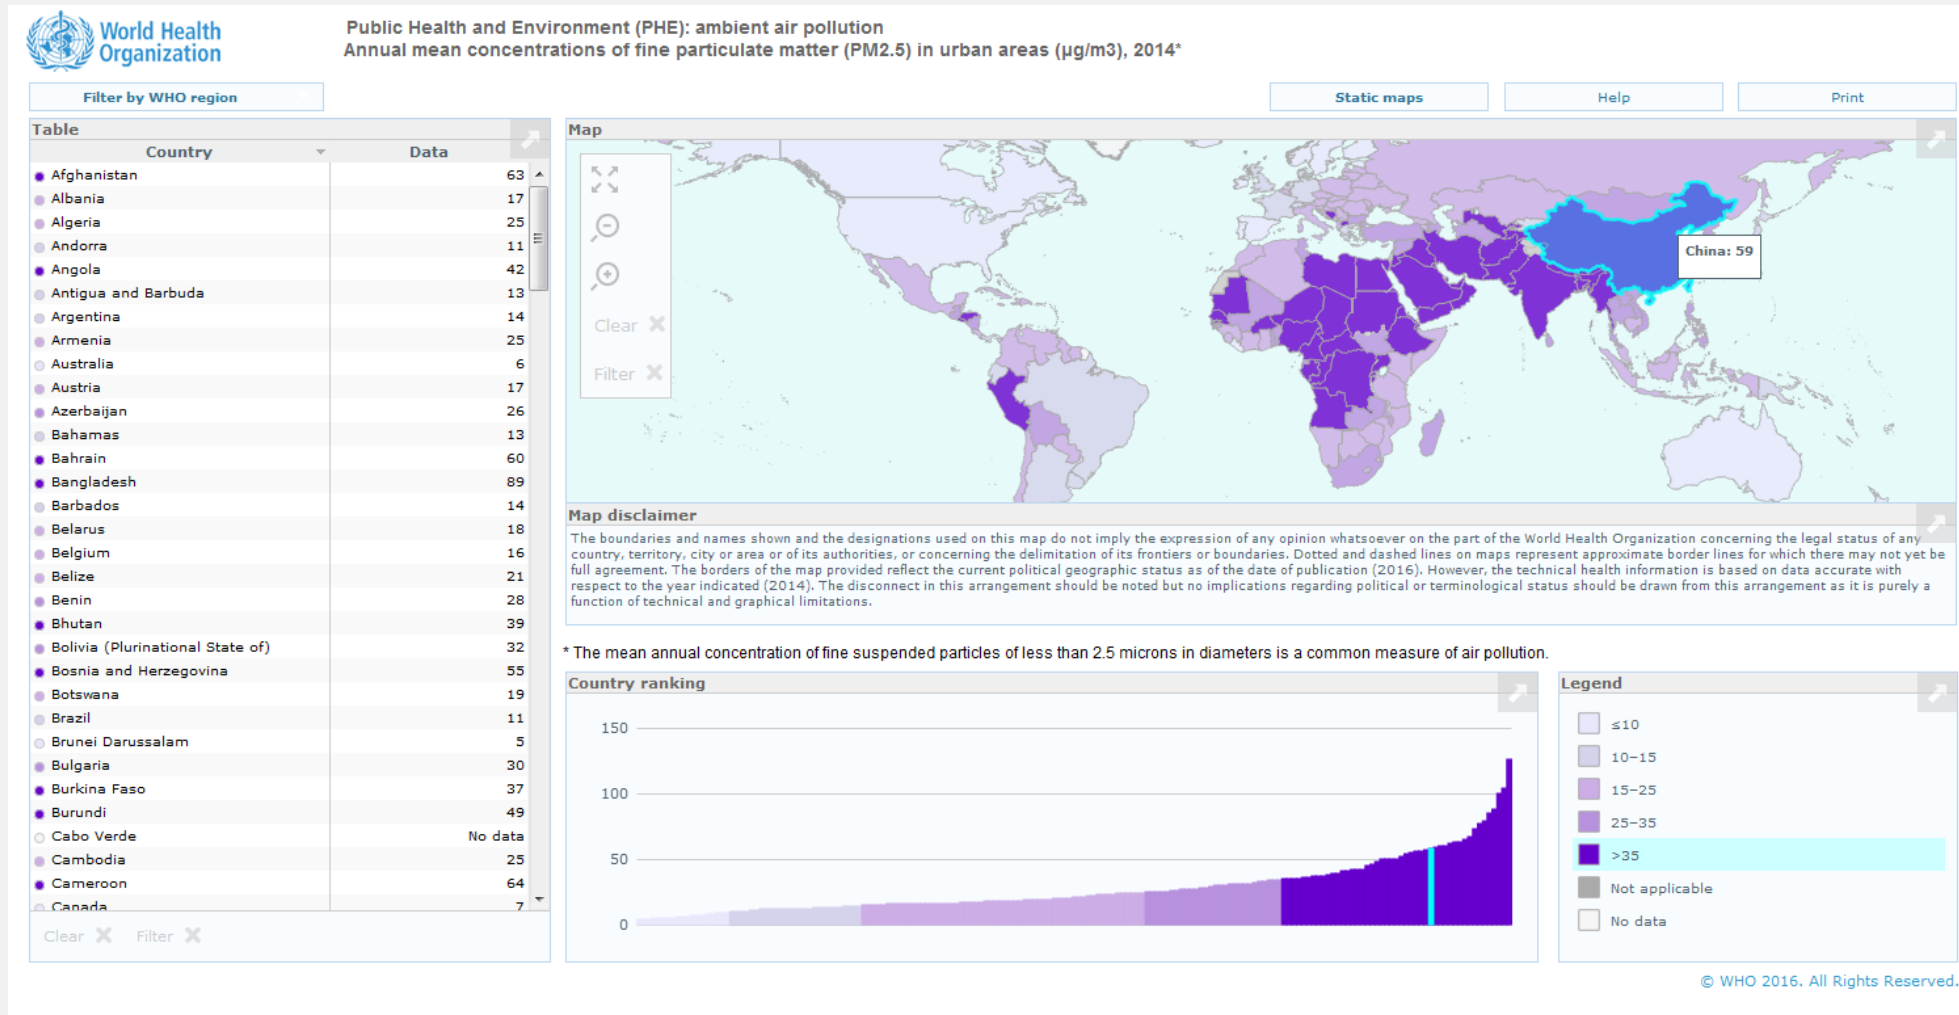 World Health
Organization
Public Health and Environment (PHE): ambient air pollution
Annual mean concentrations of fine particulate matter (PM2.5) in urban areas (µg/m3), 2014*
Filter by WHO region
Static maps
Help
Print
Table
Country Data
Afghanistan 63
Albania 17
Algeria 25
Andorra 11
Angola 42
Antigua and Barbuda 13
Argentina 14
Armenia 25
Australia 6
Austria 17
Azerbaijan 26
Bahamas 13
Bahrain 60
Bangladesh 89
Barbados 14
Belarus 18
Belgium 16
Belize 21
Benin 28
Bhutan 39
Bolivia (Plurinational State of) 32
Bosnia and Herzegovina 55
Botswana 19
Brazil 11
Brunei Darussalam 5
Bulgaria 30
Burkina Faso 37
Burundi 49
Cabo Verde No data
Cambodia 25
Cameroon 64
Canada 7
Clear Filter
Map
Clear
Filter
China: 59
Map disclaimer
The boundaries and names shown and the designations used on this map do not imply the expression of any opinion whatsoever on the part of the World Health Organization concerning the legal status of any
country, territory, city or area or of its authorities, or concerning the delimitation of its frontiers or boundaries. Dotted and dashed lines on maps represent approximate border lines for which there may not yet be
full agreement. The borders of the map provided reflect the current political geographic status as of the date of publication (2016). However, the technical health information is based on data accurate with
respect to the year indicated (2014). The disconnect in this arrangement should be noted but no implications regarding political or terminological status should be drawn from this arrangement as it is purely a
function of technical and graphical limitations.
* The mean annual concentration of fine suspended particles of less than 2.5 microns in diameters is a common measure of air pollution.
Country ranking
150
100
50
0
Legend
≤10
10–15
15–25
25–35
>35
Not applicable
No data
© WHO 2016. All Rights Reserved.